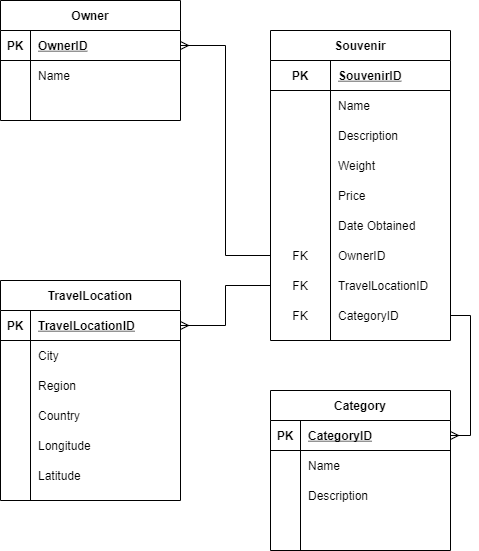 Owner
PK OwnerID
Name
Souvenir
PK SouvenirID
Name
Description
Weight
Price
Date Obtained
FK OwnerID
FK TravelLocationID
FK CategoryID
TravelLocation
PK TravelLocationID
City
Region
Country
Longitude
Latitude
Category
PK CategoryID
Name
Description